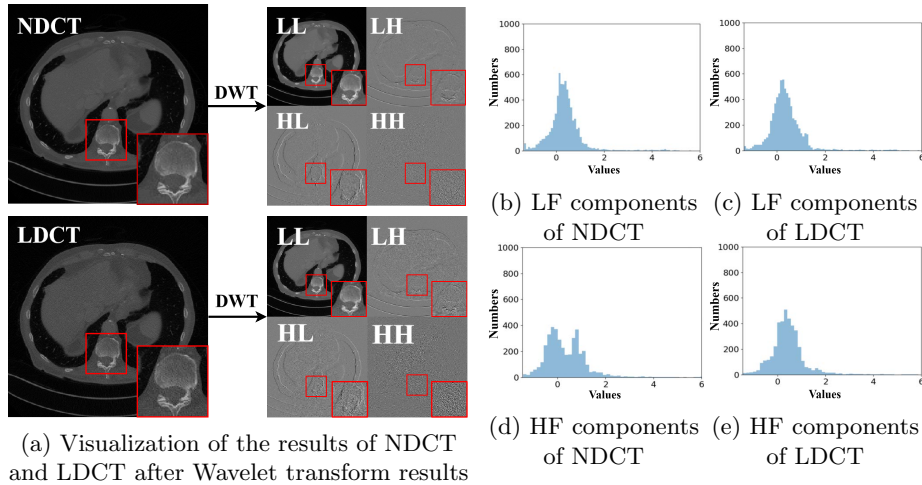 NDCT
DWT
LL
LH
HL
HH
LDCT
DWT
LL
LH
HL
HH
(a) Visualization of the results of NDCT
and LDCT after Wavelet transform results
1000
800
600
400
200
0
Numbers
0
2
4
6
Values
(b) LF components
of NDCT
1000
800
600
400
200
0
Numbers
0
2
4
6
Values
(c) LF components
of LDCT
1000
800
600
400
200
0
Numbers
0
2
4
6
Values
(d) HF components
of NDCT
1000
800
600
400
200
0
Numbers
0
2
4
6
Values
(e) HF components
of LDCT